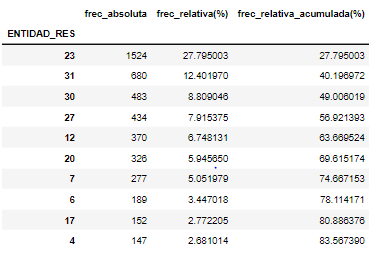 frec_absoluta frec_relativa(%) frec_relativa_acumulada(%)
ENTIDAD_RES
23 1524 27.795003 27.795003
31 680 12.401970 40.196972
30 483 8.809046 49.006019
27 434 7.915375 56.921393
12 370 6.748131 63.669524
20 326 5.945650 69.615174
7 277 5.051979 74.667153
6 189 3.447018 78.114171
17 152 2.772205 80.886376
4 147 2.681014 83.567390